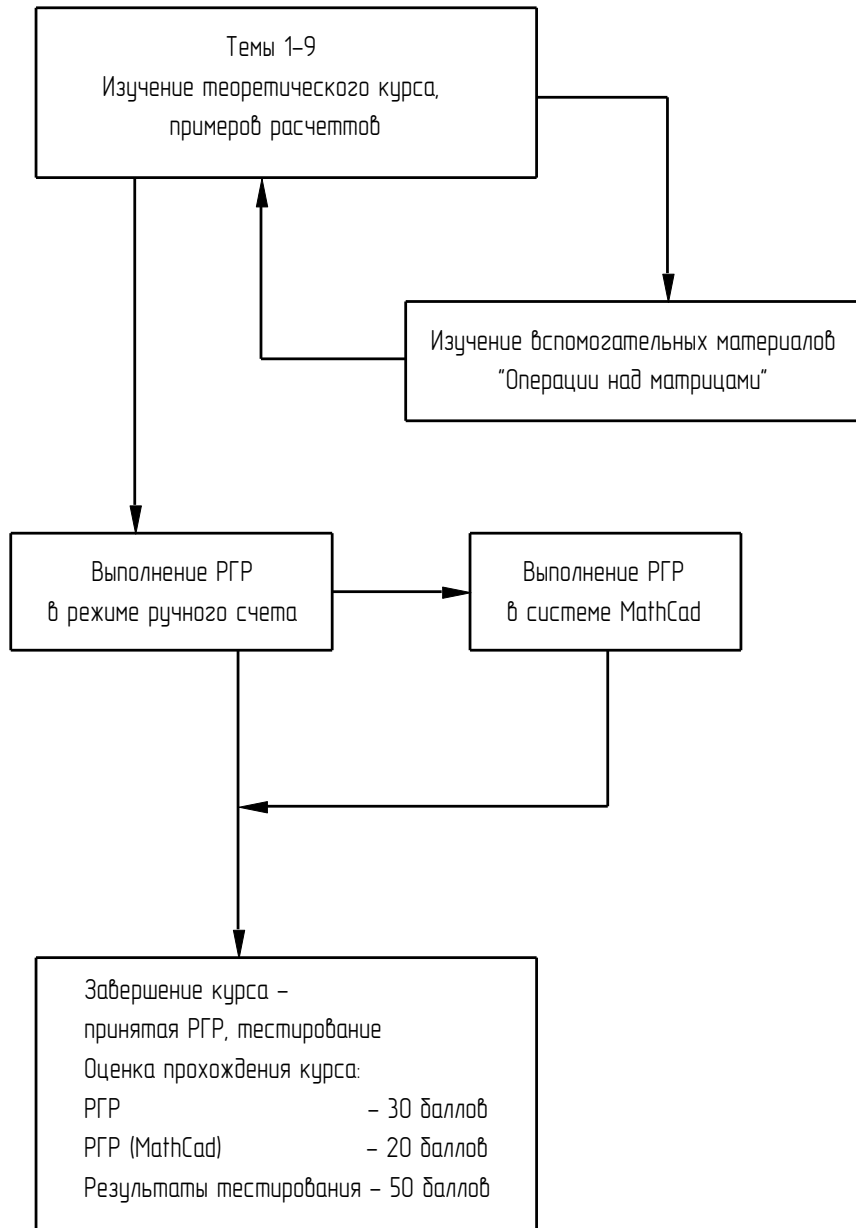 Темы 1–9
Изучение теоретического курса,
примеров расчеттов
Изучение вспомогательных материалов
"Операции над матрицами"
Выполнение РГР
в режиме ручного счета
Выполнение РГР
в системе MathCad
Завершение курса –
принятая РГР, тестирование
Оценка прохождения курса:
РГР – 30 баллов
РГР (MathCad) – 20 баллов
Результаты тестирования – 50 баллов